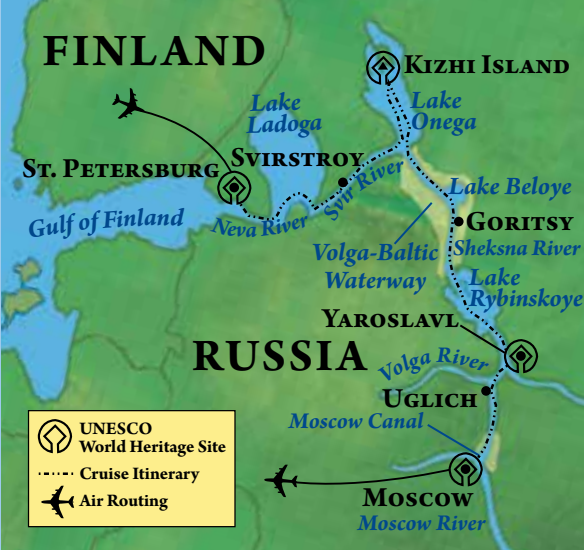 FINLAND
KIZHI ISLAND
Lake
Onega
Lake
Ladoga
SVIRSTROY
ST. PETERSBURG
Svir River
Lake Beloye
Gulf of Finland
Neva River
GORITSY
Volga-Baltic
Waterway
Sheksna River
Lake
Rybinskoye
YAROSLAVL
RUSSIA
Volga River
UGLICH
Moscow Canal
UNESCO
World Heritage Site
Cruise Itinerary
Air Routing
MOSCOW
Moscow River